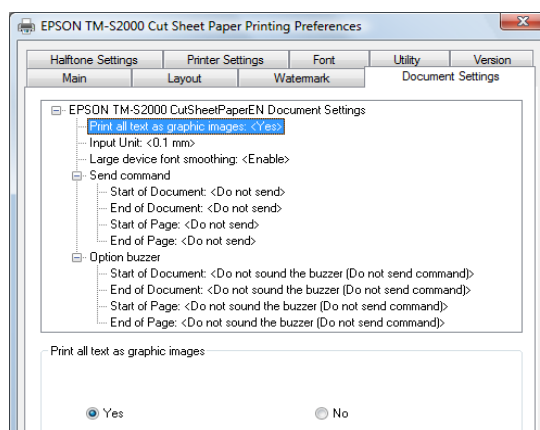 EPSON TM-S2000 Cut Sheet Paper Printing Preferences
Halftone Settings Printer Settings Font Utility Version
Main Layout Watermark Document Settings
EPSON TM-S2000 CutSheetPaperEN Document Settings
Print all text as graphic images: <Yes>
Input Unit: <0.1 mm>
Large device font smoothing: <Enable>
Send command
Start of Document: <Do not send>
End of Document: <Do not send>
Start of Page: <Do not send>
End of Page: <Do not send>
Option buzzer
Start of Document: <Do not sound the buzzer (Do not send command)>
End of Document: <Do not sound the buzzer (Do not send command)>
Start of Page: <Do not sound the buzzer (Do not send command)>
End of Page: <Do not sound the buzzer (Do not send command)>
Print all text as graphic images
Yes No